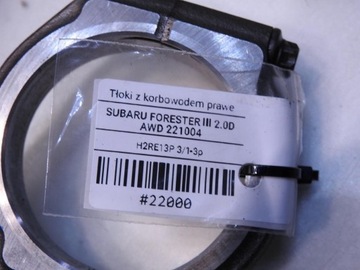 Tłoki z korbowodem prawe
SUBARU FORESTER III 2.0D
AWD 221004
H2RE13P 3/1-3p
#22000